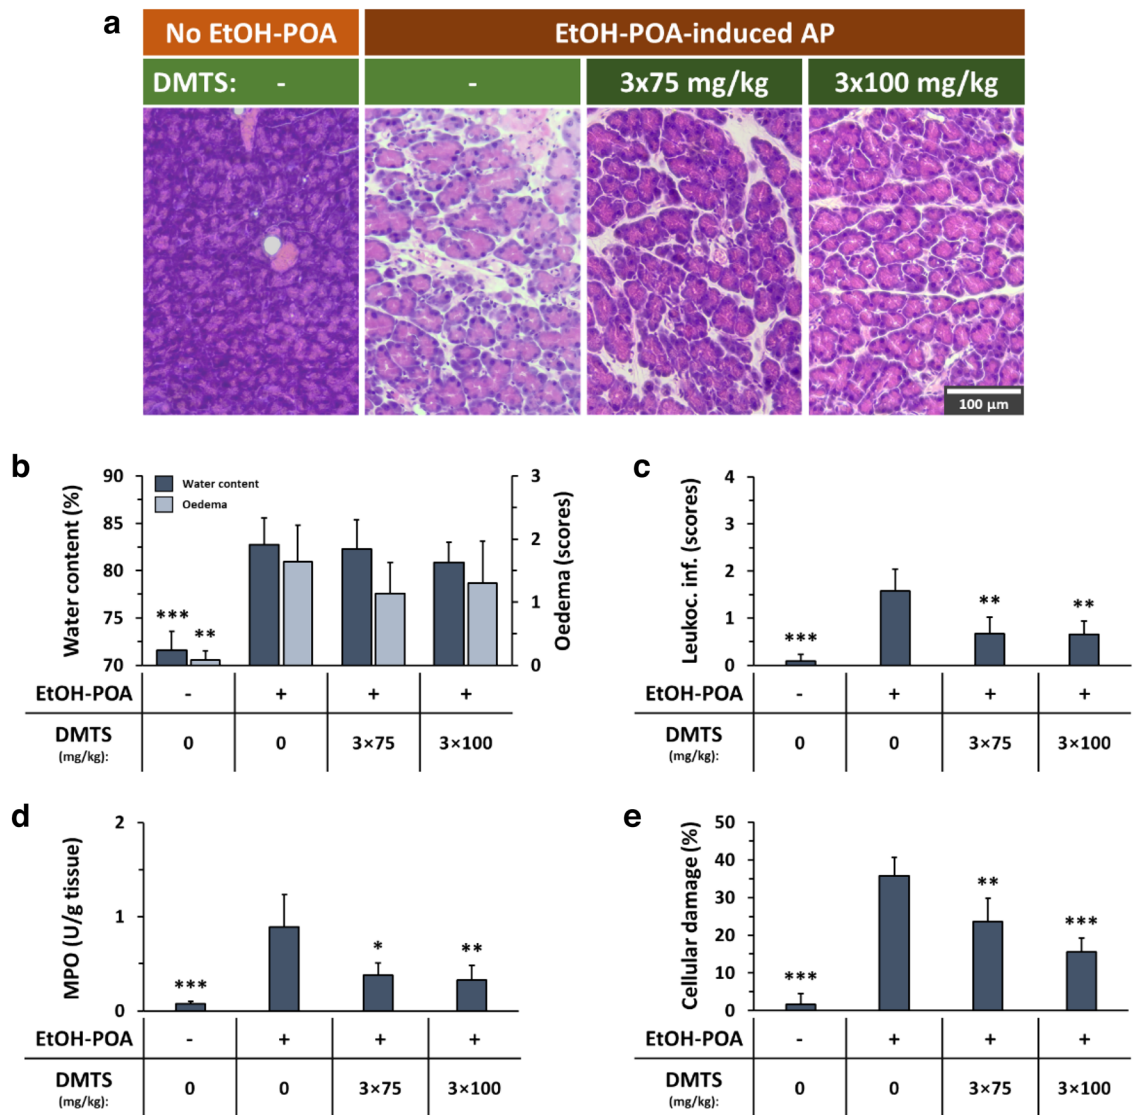 a
No EtOH-POA
EtOH-POA-induced AP
DMTS: -
-
3x75 mg/kg
3x100 mg/kg
100 µm
b
Water content (%)
90
85
80
75
70
Water content
Oedema
*** **
3
2
1
0
Oedema (scores)
EtOH-POA - + + +
DMTS
(mg/kg): 0 0 3×75 3×100
c
Leukoc. inf. (scores)
4
3
2
1
0
*** ** **
EtOH-POA - + + +
DMTS
(mg/kg): 0 0 3×75 3×100
d
MPO (U/g tissue)
2
1
0
*** * **
EtOH-POA - + + +
DMTS
(mg/kg): 0 0 3×75 3×100
e
Cellular damage (%)
50
40
30
20
10
0
*** ** ***
EtOH-POA - + + +
DMTS
(mg/kg): 0 0 3×75 3×100